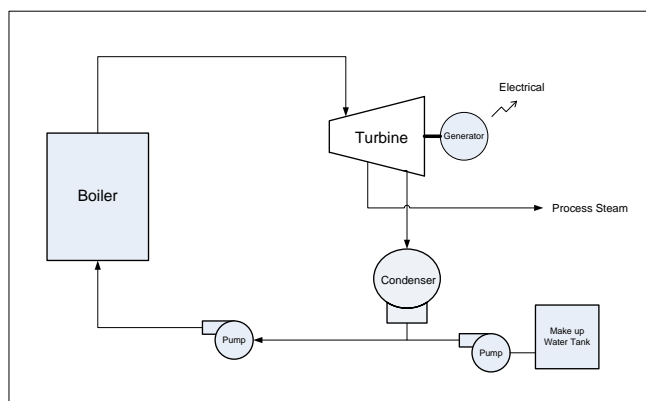 Electrical
Turbine
Generator
Boiler
Process Steam
Condenser
Make up
Water Tank
Pump
Pump